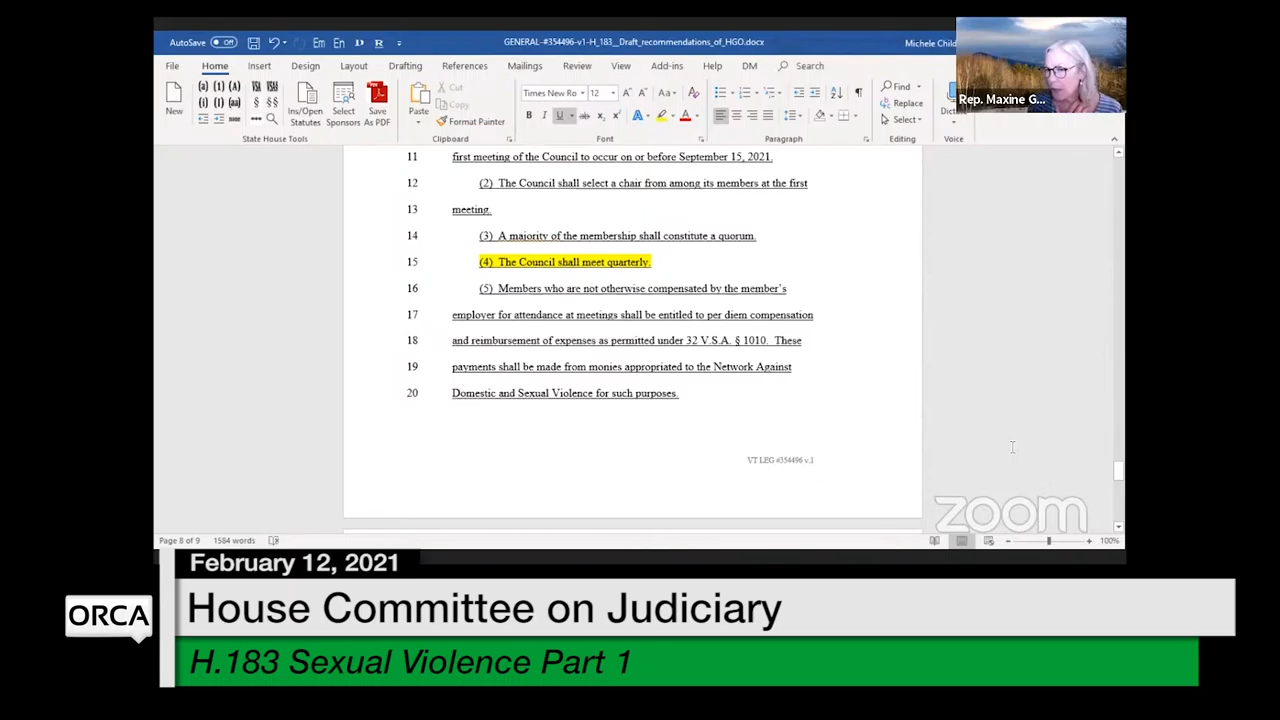 AutoSave Off
GENERAL-#354496-v1-H_183__Draft_recommendations_of_HGO.docx
Michele Child
File Home Insert Design Layout References Mailings Review View Add-ins Help DM Search
New
Ins/Open Statutes
Select Sponsors
Save As PDF
State House Tools
Paste
Cut
Copy
Format Painter
Clipboard
Times New Ro 12
Font
Paragraph
Find
Replace
Select
Editing
Voice
Rep. Maxine G...
11 first meeting of the Council to occur on or before September 15, 2021.
12 (2) The Council shall select a chair from among its members at the first
13 meeting.
14 (3) A majority of the membership shall constitute a quorum.
15 (4) The Council shall meet quarterly.
16 (5) Members who are not otherwise compensated by the member's
17 employer for attendance at meetings shall be entitled to per diem compensation
18 and reimbursement of expenses as permitted under 32 V.S.A. § 1010. These
19 payments shall be made from monies appropriated to the Network Against
20 Domestic and Sexual Violence for such purposes.
VT LEG #354496 v.1
zoom
Page 8 of 9 1584 words
100%
February 12, 2021
ORCA
House Committee on Judiciary
H.183 Sexual Violence Part 1